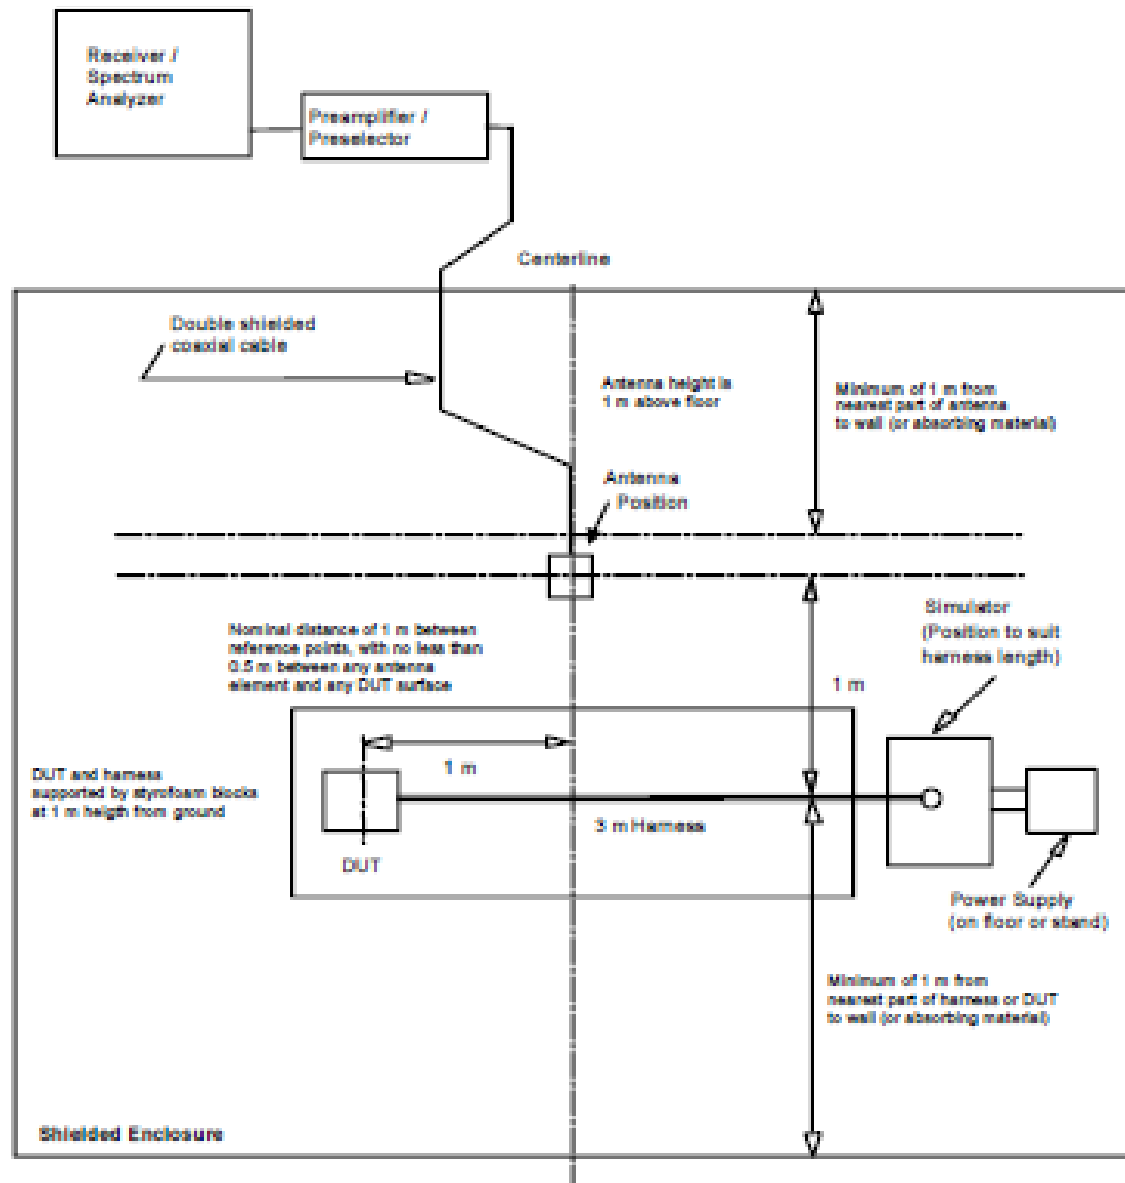 Receiver /
Spectrum
Analyzer
Preamplifier /
Preselector
Centerline
Double shielded
coaxial cable
Antenna height is
1 m above floor
Minimum of 1 m from
nearest part of antenna
to wall (or absorbing material)
Antenna
Position
Nominal distance of 1 m between
reference points, with no less than
0.5 m between any antenna
element and any DUT surface
Simulator
(Position to suit
harness length)
1 m
1 m
DUT and harness
supported by styrofoam blocks
at 1 m heigth from ground
3 m Harness
DUT
Power Supply
(on floor or stand)
Minimum of 1 m from
nearest part of harness or DUT
to wall (or absorbing material)
Shielded Enclosure